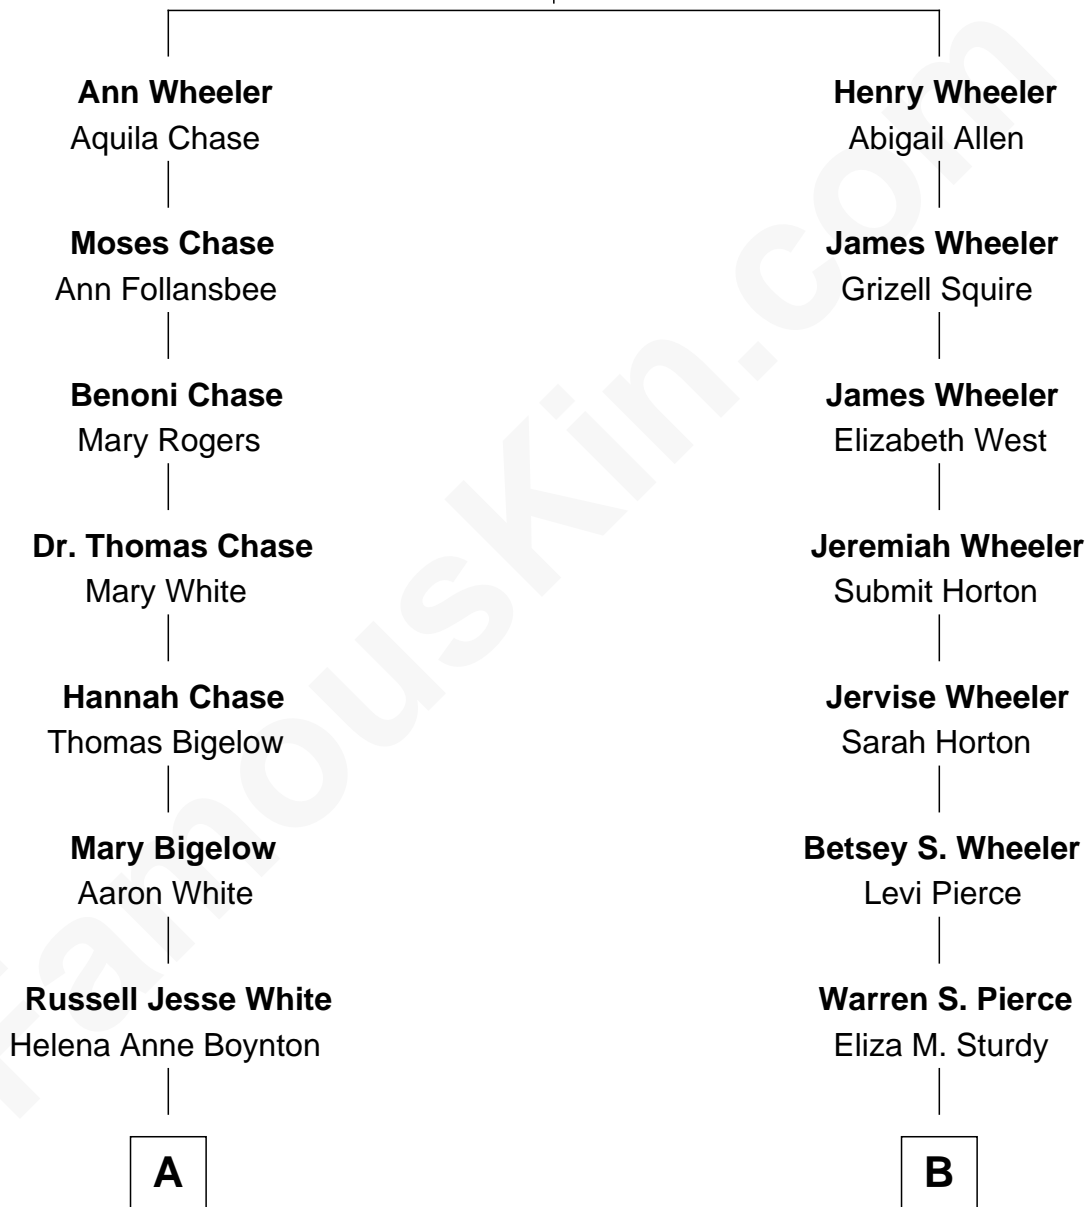 Ann Wheeler
Aquila Chase
Moses Chase
Ann Follansbee
Benoni Chase
Mary Rogers
Dr. Thomas Chase
Mary White
Hannah Chase
Thomas Bigelow
Mary Bigelow
Aaron White
Russell Jesse White
Helena Anne Boynton
A
Henry Wheeler
Abigail Allen
James Wheeler
Grizell Squire
James Wheeler
Elizabeth West
Jeremiah Wheeler
Submit Horton
Jervise Wheeler
Sarah Horton
Betsey S. Wheeler
Levi Pierce
Warren S. Pierce
Eliza M. Sturdy
B
FamousKin.com